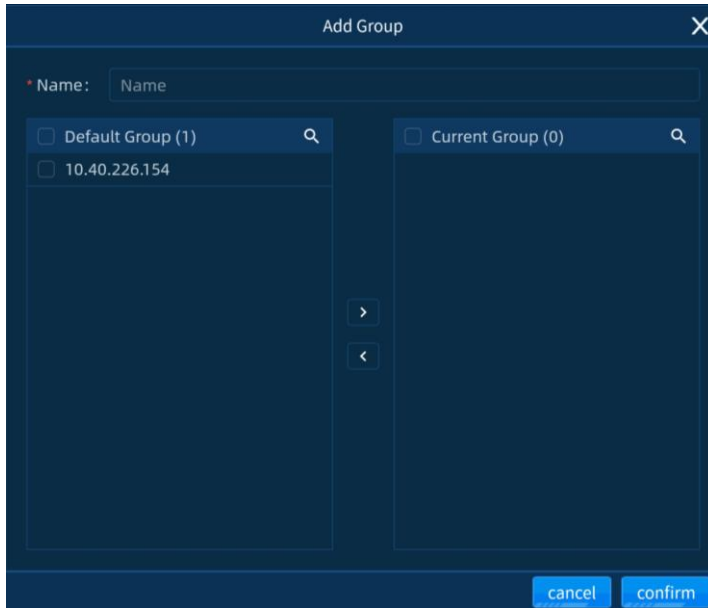 Add Group
* Name:
Name
Default Group (1)
Current Group (0)
10.40.226.154
cancel
confirm